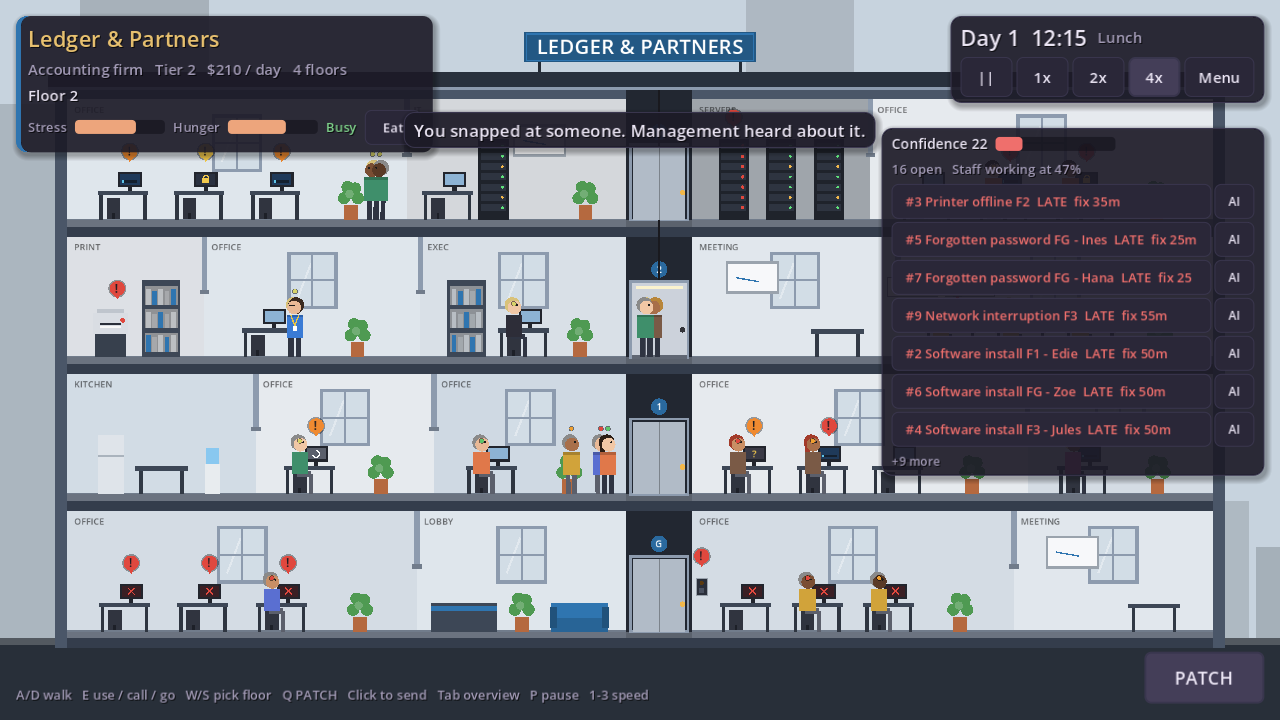 Ledger & Partners
Accounting firm Tier 2 $210 / day 4 floors
Floor 2
Stress
Hunger
Busy
Eat
LEDGER & PARTNERS
Day 1 12:15 Lunch
||
1x
2x
4x
Menu
You snapped at someone. Management heard about it.
Confidence 22
16 open Staff working at 47%
#3 Printer offline F2 LATE fix 35m
AI
#5 Forgotten password FG - Ines LATE fix 25m
AI
#7 Forgotten password FG - Hana LATE fix 25
AI
#9 Network interruption F3 LATE fix 55m
AI
#2 Software install F1 - Edie LATE fix 50m
AI
#6 Software install FG - Zoe LATE fix 50m
AI
#4 Software install F3 - Jules LATE fix 50m
AI
+9 more
OFFICE
SERVERS
OFFICE
PRINT
OFFICE
EXEC
2
MEETING
KITCHEN
OFFICE
OFFICE
1
OFFICE
?
OFFICE
LOBBY
G
OFFICE
MEETING
A/D walk E use / call / go W/S pick floor Q PATCH Click to send Tab overview P pause 1-3 speed
PATCH